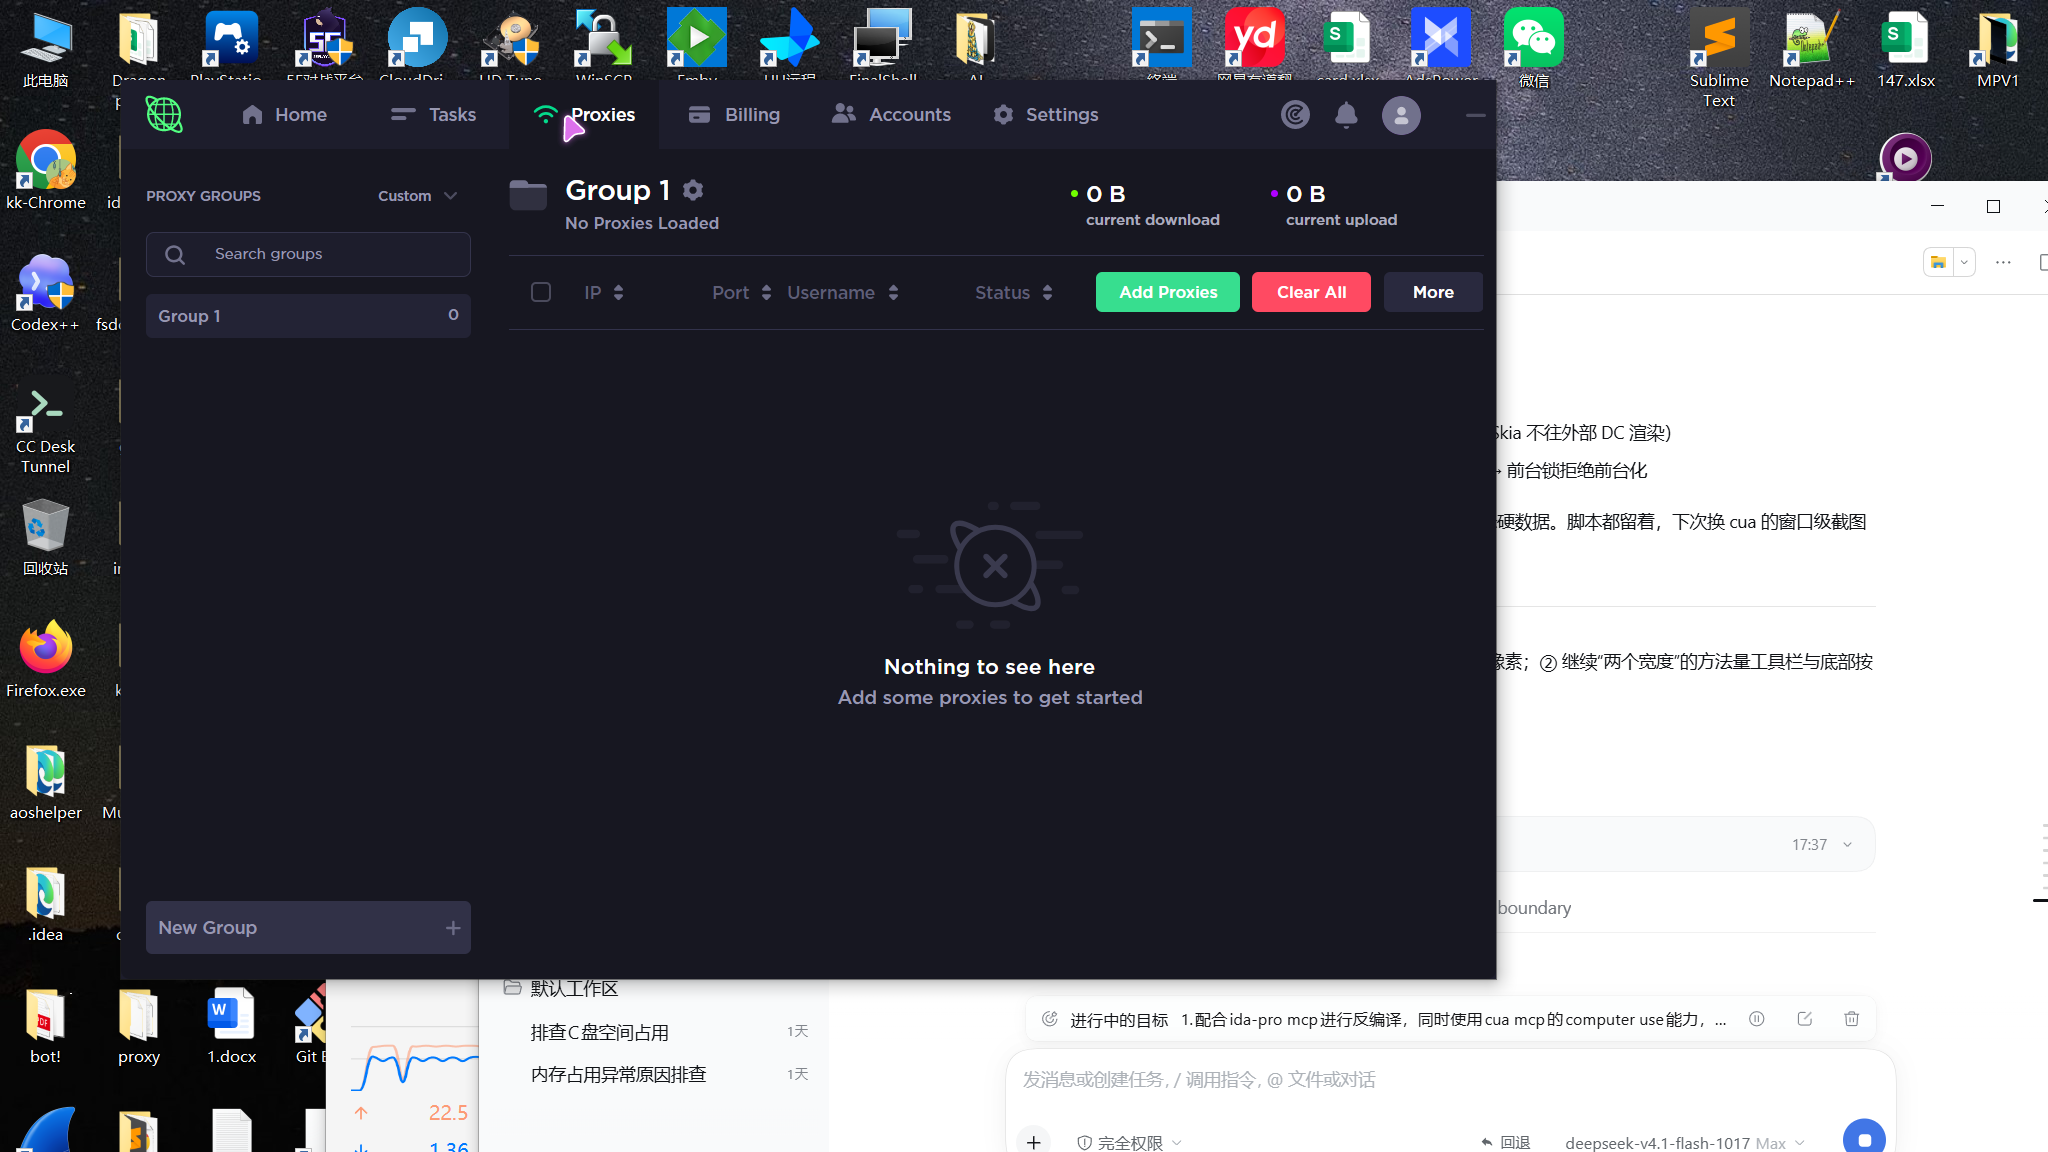 此电脑
CloudDri...
WinSCP
Emby
终端
微信
Sublime Text
Notepad++
147.xlsx
MPV1
Home
Tasks
Proxies
Billing
Accounts
Settings
kk-Chrome
PROXY GROUPS
Custom
Group 1
No Proxies Loaded
0 B
current download
0 B
current upload
Search groups
IP
Port
Username
Status
Add Proxies
Clear All
More
Group 1
0
Codex++
CC Desk
Tunnel
Skia 不往外部 DC 渲染）
前台锁拒绝前台化
硬数据。脚本都留着，下次换 cua 的窗口级截图
回收站
像素；② 继续“两个宽度”的方法量工具栏与底部按
Nothing to see here
Add some proxies to get started
Firefox.exe
aoshelper
17:37
boundary
.idea
New Group
+
默认工作区
排查C盘空间占用
1天
内存占用异常原因排查
1天
进行中的目标 1.配合ida-pro mcp进行反编译，同时使用cua mcp的computer use能力，...
发消息或创建任务, / 调用指令, @ 文件或对话
完全权限
回退
deepseek-v4.1-flash-1017 Max
bot!
proxy
1.docx
22.5
1.36